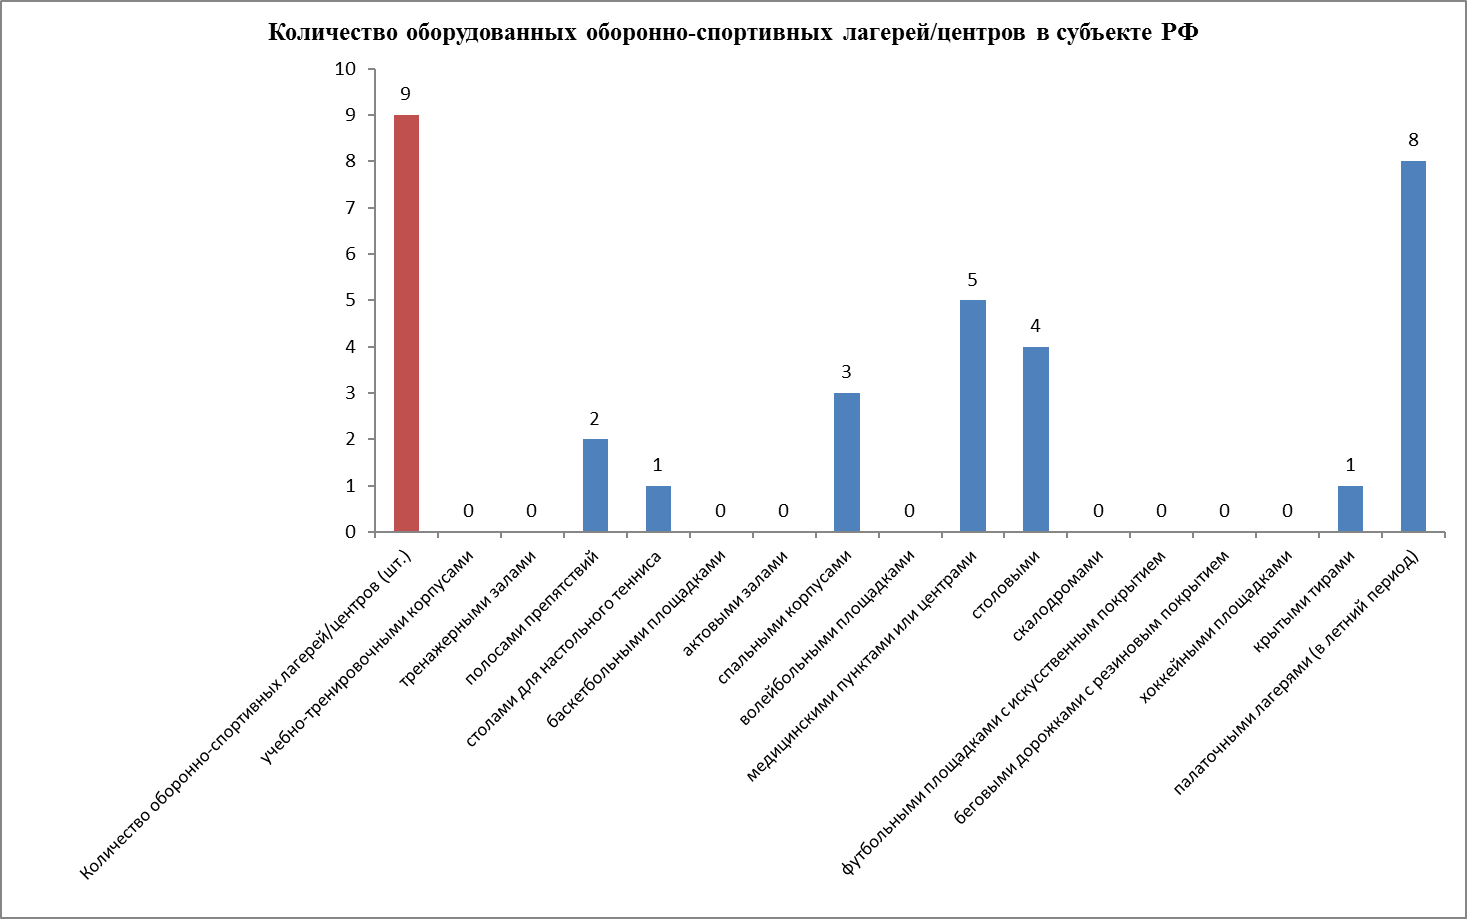 Количество оборудованных оборонно-спортивных лагерей/центров в субъекте РФ
10
9
8
7
6
5
4
3
2
1
0
9
0
0
2
1
0
0
3
0
5
4
0
0
0
0
1
8
Количество оборонно-спортивных лагерей/центров (шт.)
учебно-тренировочными корпусами
тренажерными залами
полосами препятствий
столами для настольного тенниса
баскетбольными площадками
актовыми залами
спальными корпусами
волейбольными площадками
медицинскими пунктами или центрами
столовыми
скалодромами
футбольными площадками с искусственным покрытием
беговыми дорожками с резиновым покрытием
хоккейными площадками
крытыми тирами
палаточными лагерями (в летний период)